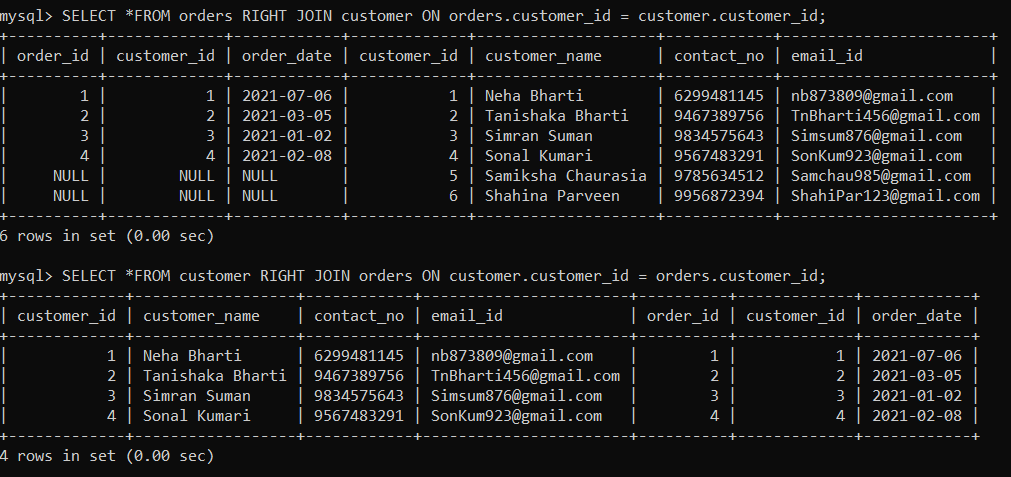 mysql> SELECT *FROM orders RIGHT JOIN customer ON orders.customer_id = customer.customer_id;
+----------+-------------+------------+-------------+--------------------+------------+-----------------------+
| order_id | customer_id | order_date | customer_id | customer_name      | contact_no | email_id              |
+----------+-------------+------------+-------------+--------------------+------------+-----------------------+
|        1 |           1 | 2021-07-06 |           1 | Neha Bharti        | 6299481145 | nb873809@gmail.com    |
|        2 |           2 | 2021-03-05 |           2 | Tanishaka Bharti   | 9467389756 | TnBharti456@gmail.com |
|        3 |           3 | 2021-01-02 |           3 | Simran Suman       | 9834575643 | Simsum876@gmail.com   |
|        4 |           4 | 2021-02-08 |           4 | Sonal Kumari       | 9567483291 | SonKum923@gmail.com   |
|     NULL |        NULL | NULL       |           5 | Samiksha Chaurasia | 9785634512 | Samchau985@gmail.com  |
|     NULL |        NULL | NULL       |           6 | Shahina Parveen    | 9956872394 | ShahiPar123@gmail.com |
+----------+-------------+------------+-------------+--------------------+------------+-----------------------+
6 rows in set (0.00 sec)
mysql> SELECT *FROM customer RIGHT JOIN orders ON customer.customer_id = orders.customer_id;
+-------------+------------------+------------+-----------------------+----------+-------------+------------+
| customer_id | customer_name    | contact_no | email_id              | order_id | customer_id | order_date |
+-------------+------------------+------------+-----------------------+----------+-------------+------------+
|           1 | Neha Bharti      | 6299481145 | nb873809@gmail.com    |        1 |           1 | 2021-07-06 |
|           2 | Tanishaka Bharti | 9467389756 | TnBharti456@gmail.com |        2 |           2 | 2021-03-05 |
|           3 | Simran Suman     | 9834575643 | Simsum876@gmail.com   |        3 |           3 | 2021-01-02 |
|           4 | Sonal Kumari     | 9567483291 | SonKum923@gmail.com   |        4 |           4 | 2021-02-08 |
+-------------+------------------+------------+-----------------------+----------+-------------+------------+
4 rows in set (0.00 sec)